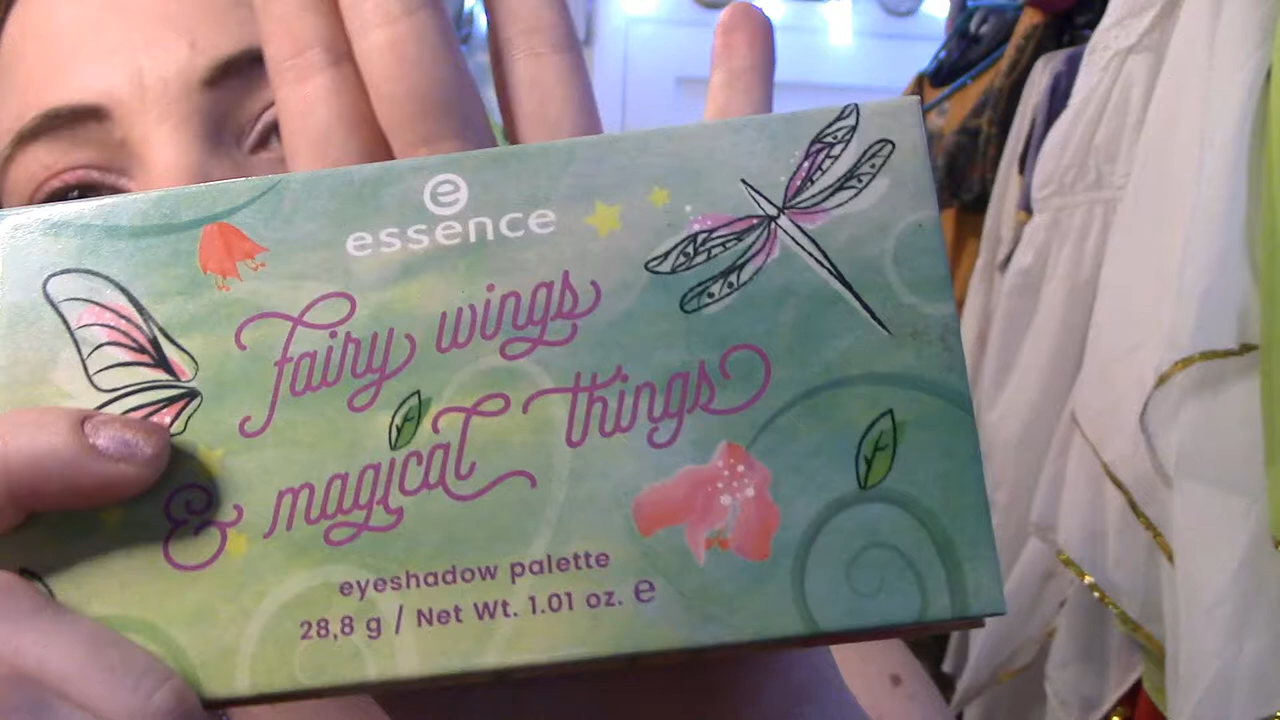 e
essence
fairy wings
& magical things
eyeshadow palette
28,8 g / Net Wt. 1.01 oz. e